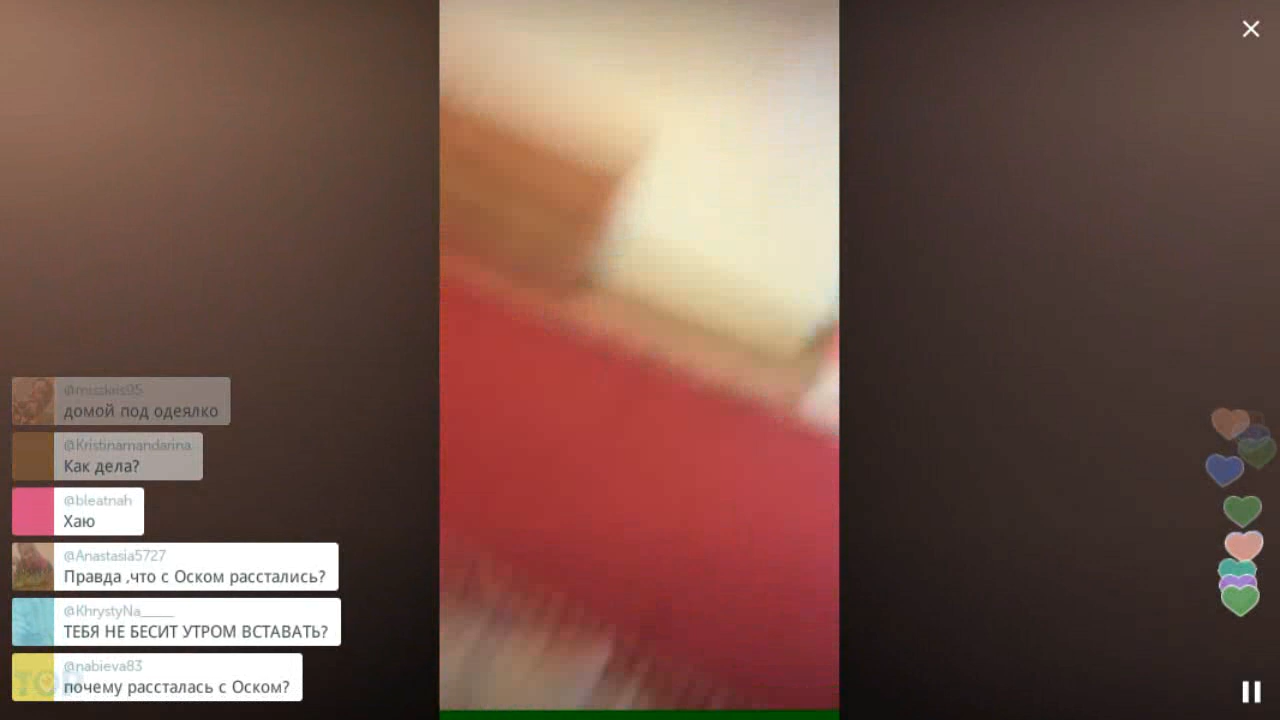 @misskris95
домой под одеялко
@Kristinamandarina
Как дела?
@bleatnah
Хаю
@Anastasia5727
Правда ,что с Оском расстались?
@KhrystyNa_____
ТЕБЯ НЕ БЕСИТ УТРОМ ВСТАВАТЬ?
@nabieva83
почему рассталась с Оском?
TOP